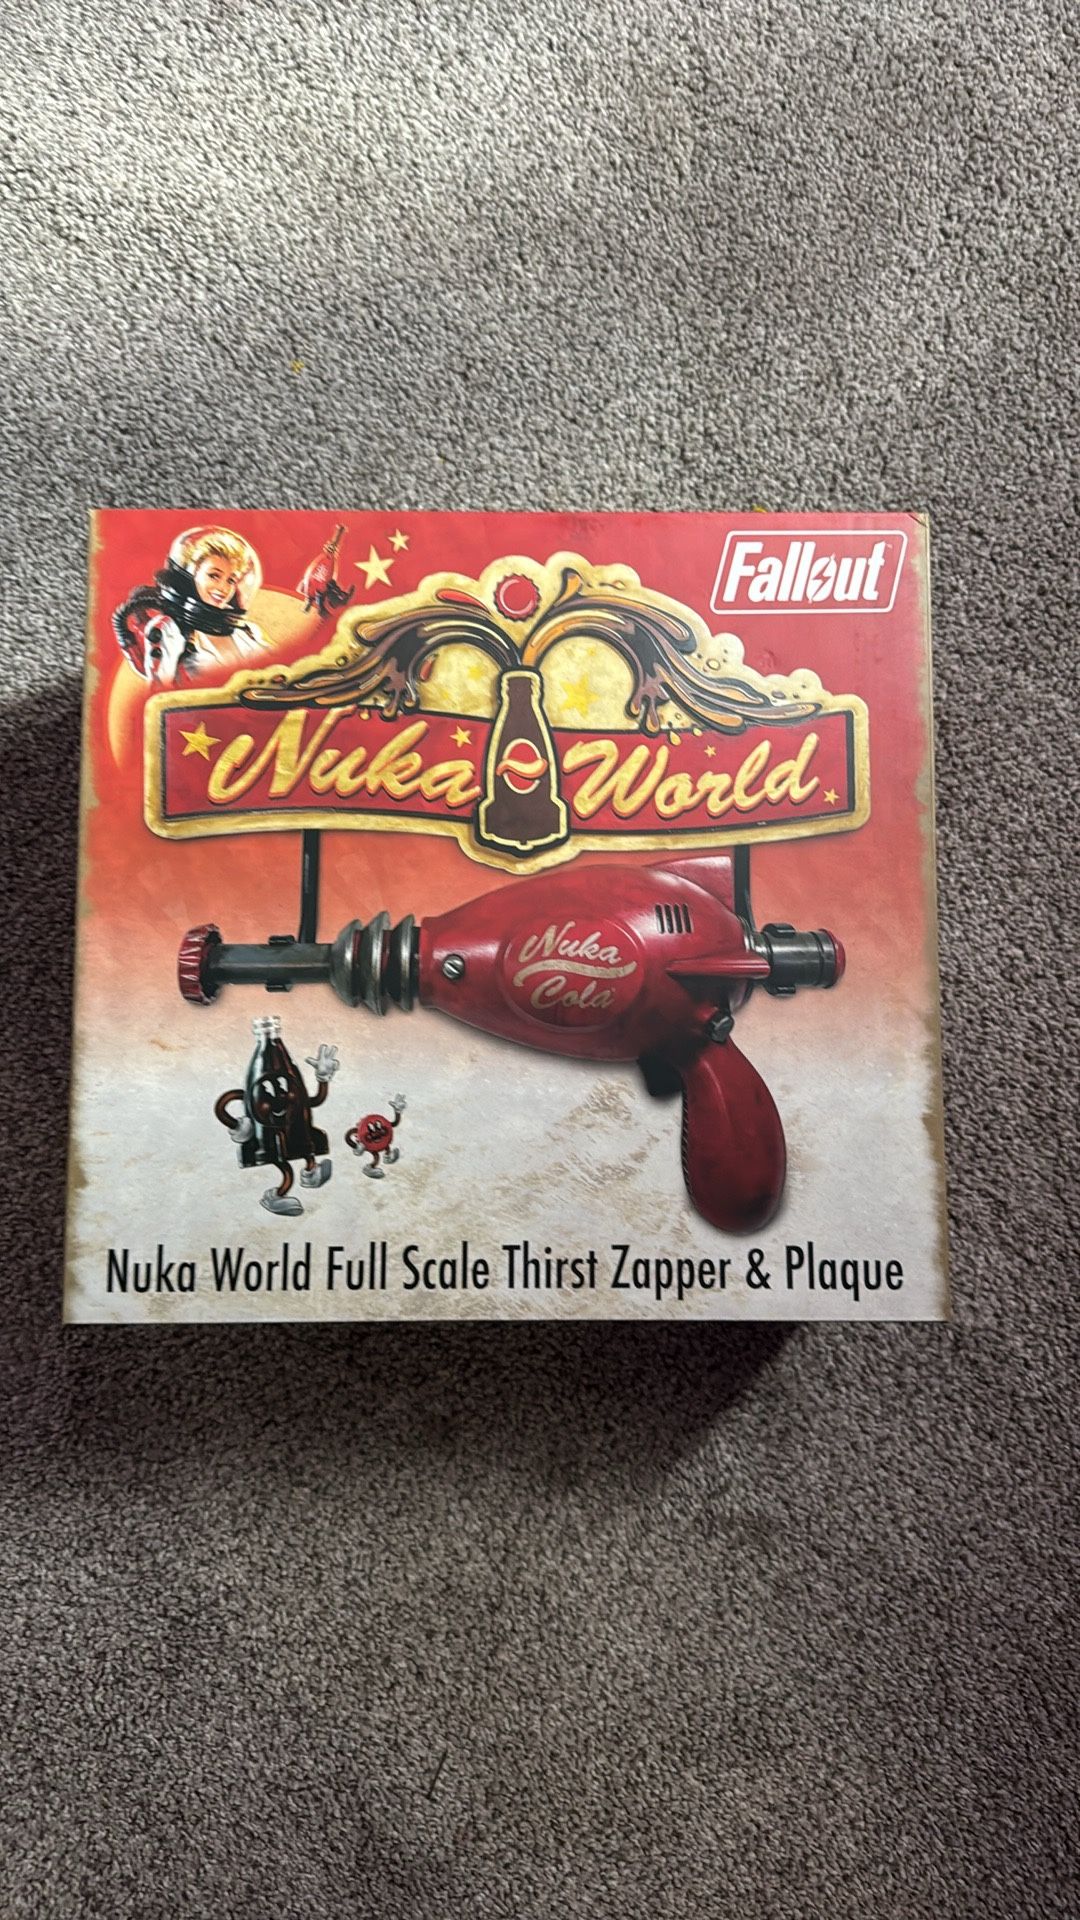 Fallout
Nuka World
Nuka
Cola
Nuka World Full Scale Thirst Zapper & Plaque